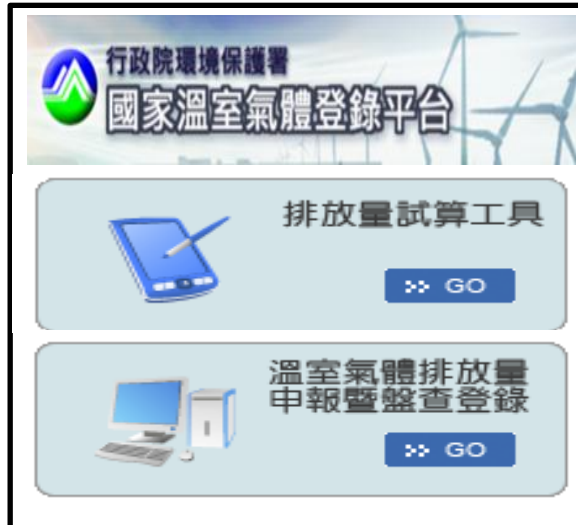 行政院環境保護署
國家溫室氣體登錄平台
排放量試算工具
>> GO
溫室氣體排放量
申報暨盤查登錄
>> GO